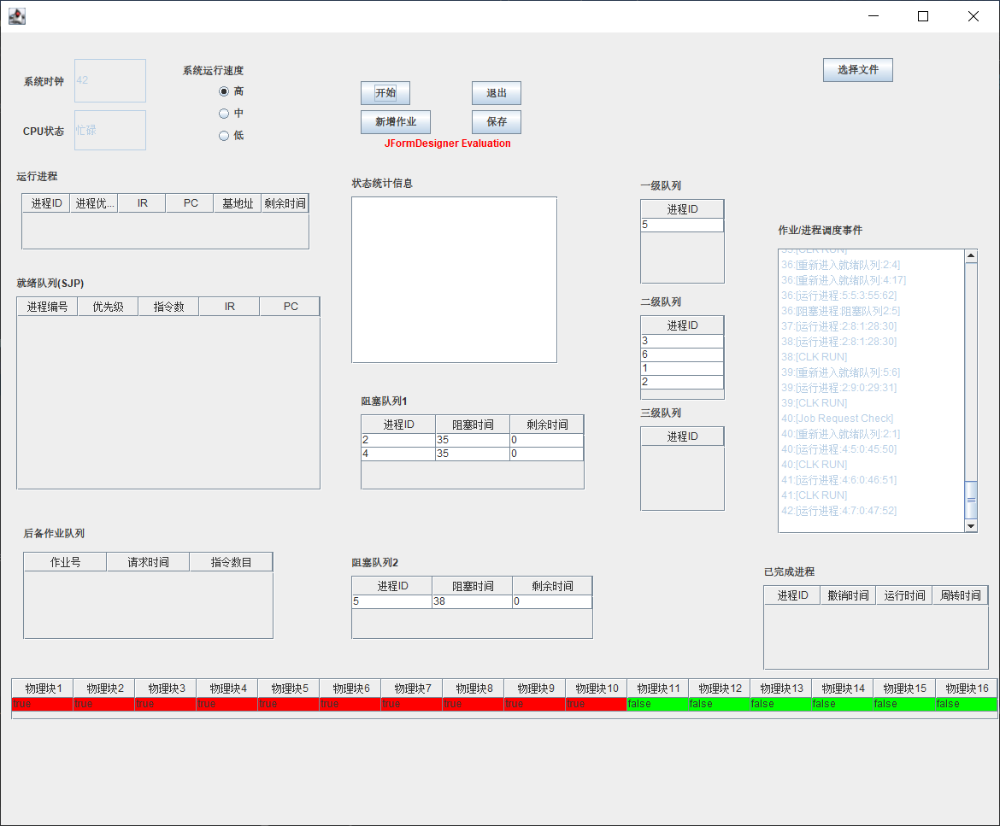 系统时钟
42
系统运行速度
高
中
低
CPU状态
忙碌
开始
退出
新增作业
保存
JFormDesigner Evaluation
选择文件
运行进程
进程ID 进程优... IR PC 基地址 剩余时间
就绪队列(SJP)
进程编号 优先级 指令数 IR PC
状态统计信息
一级队列
进程ID
5
二级队列
进程ID
3
6
1
2
三级队列
进程ID
作业/进程调度事件
35:[CLK RUN]
36:[重新进入就绪队列:2:4]
36:[重新进入就绪队列:4:17]
36:[运行进程:5:5:3:55:62]
36:[阻塞进程:阻塞队列2:5]
37:[运行进程:2:8:1:28:30]
38:[运行进程:2:8:1:28:30]
38:[CLK RUN]
39:[重新进入就绪队列:5:6]
39:[运行进程:2:9:0:29:31]
39:[CLK RUN]
40:[Job Request Check]
40:[重新进入就绪队列:2:1]
40:[运行进程:4:5:0:45:50]
40:[CLK RUN]
41:[运行进程:4:6:0:46:51]
41:[CLK RUN]
42:[运行进程:4:7:0:47:52]
阻塞队列1
进程ID 阻塞时间 剩余时间
2 35 0
4 35 0
后备作业队列
作业号 请求时间 指令数目
阻塞队列2
进程ID 阻塞时间 剩余时间
5 38 0
已完成进程
进程ID 撤销时间 运行时间 周转时间
物理块1 物理块2 物理块3 物理块4 物理块5 物理块6 物理块7 物理块8 物理块9 物理块10 物理块11 物理块12 物理块13 物理块14 物理块15 物理块16
true true true true true true true true true true false false false false false false